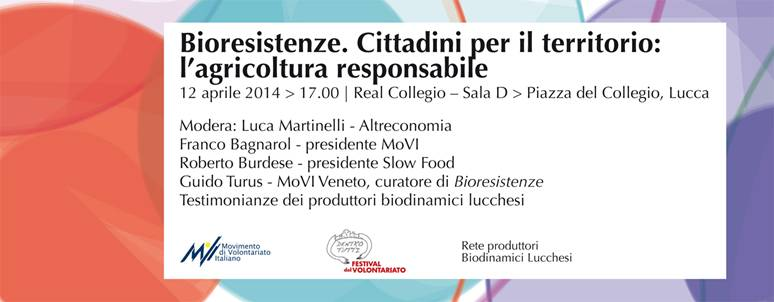 Bioresistenze. Cittadini per il territorio:
l'agricoltura responsabile
12 aprile 2014 > 17.00 | Real Collegio – Sala D > Piazza del Collegio, Lucca
Modera: Luca Martinelli - Altreconomia
Franco Bagnarol - presidente MoVI
Roberto Burdese - presidente Slow Food
Guido Turus - MoVI Veneto, curatore di Bioresistenze
Testimonianze dei produttori biodinamici lucchesi
Movimento
di Volontariato
Italiano
DENTRO
TUTTI
FESTIVAL
del VOLONTARIATO
Rete produttori
Biodinamici Lucchesi